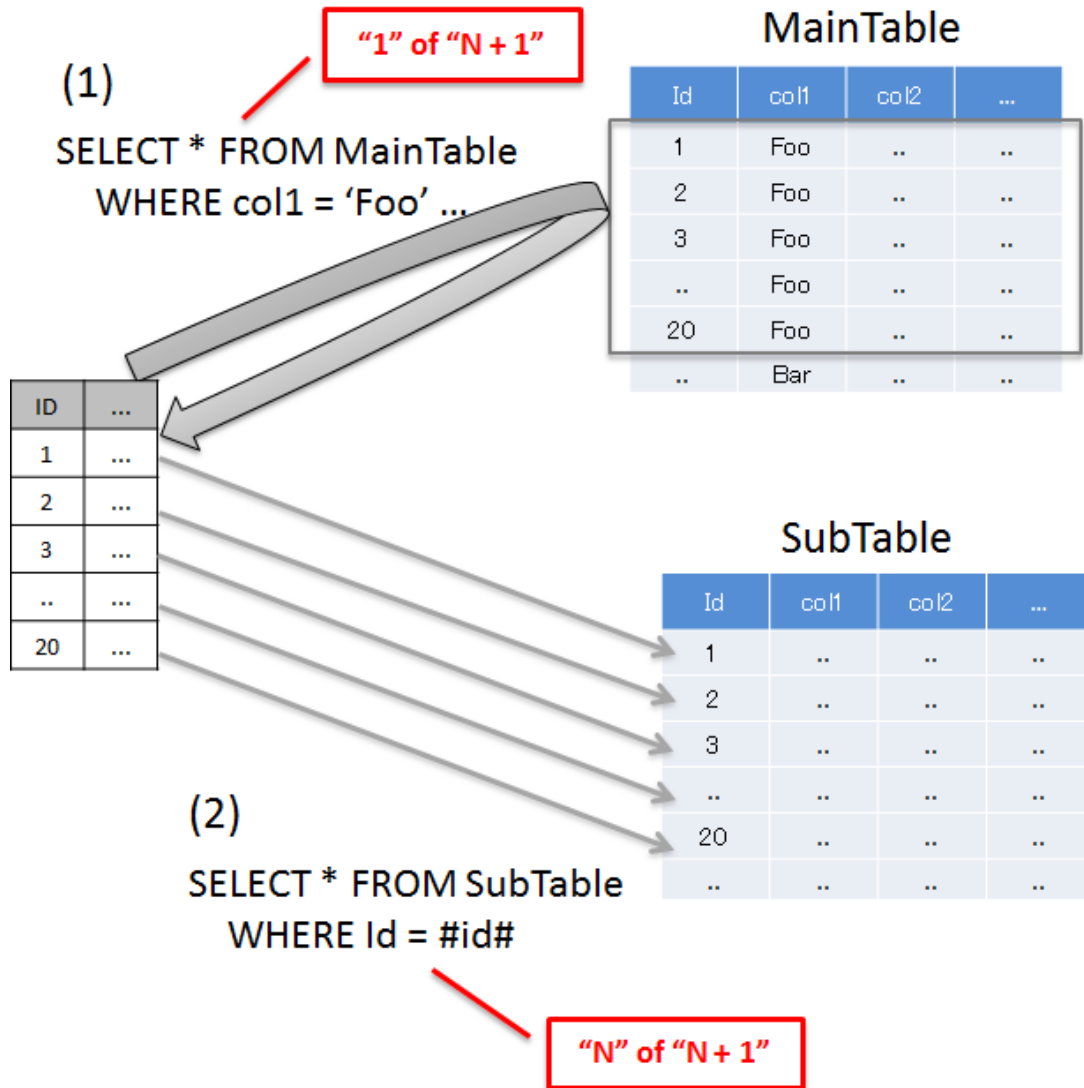 “1” of “N + 1”
MainTable
(1)
SELECT * FROM MainTable
WHERE col1 = ‘Foo’ ...
Id col1 col2 ...
1 Foo .. ..
2 Foo .. ..
3 Foo .. ..
.. Foo .. ..
20 Foo .. ..
.. Bar .. ..
ID ...
1 ...
2 ...
3 ...
.. ...
20 ...
SubTable
Id col1 col2 ...
1 .. .. ..
2 .. .. ..
3 .. .. ..
.. .. .. ..
20 .. .. ..
.. .. .. ..
(2)
SELECT * FROM SubTable
WHERE Id = #id#
“N” of “N + 1”